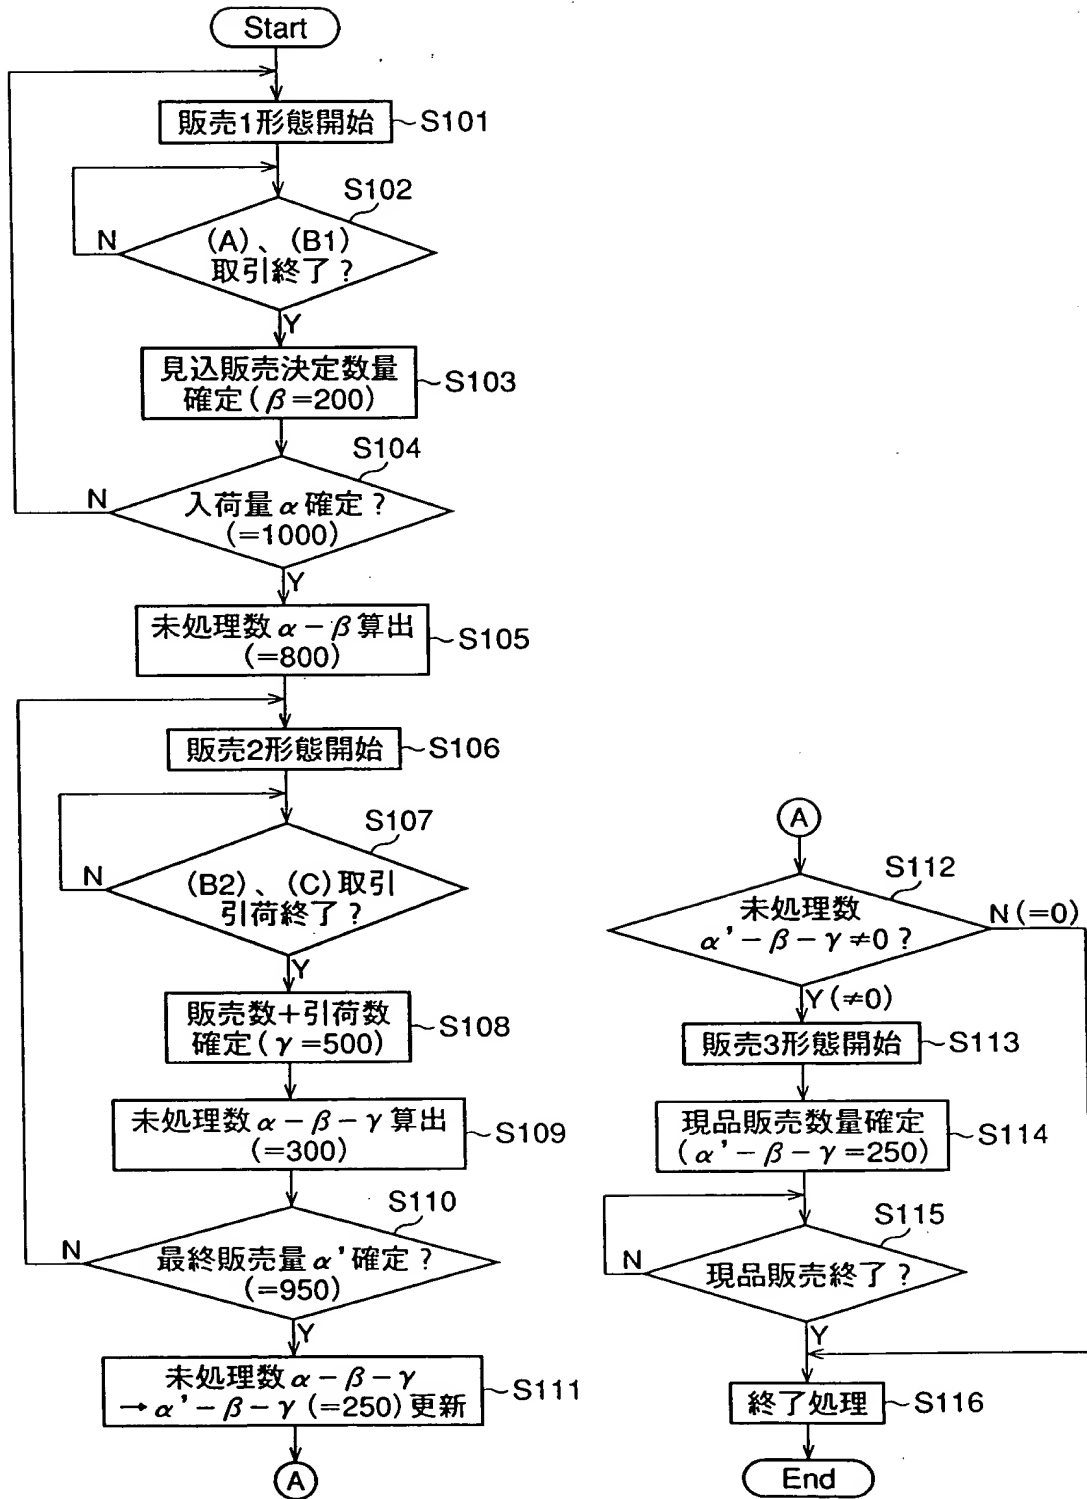 Start
販売1形態開始
S101
S102
(A)、(B1)
取引終了?
N
Y
見込販売決定数量
確定(β=200)
S103
S104
入荷量α確定?
(=1000)
N
Y
未処理数α-β算出
(=800)
S105
販売2形態開始
S106
S107
(B2)、(C)取引
引荷終了?
N
Y
販売数+引荷数
確定(γ=500)
S108
未処理数α-β-γ算出
(=300)
S109
S110
最終販売量α'確定?
(=950)
N
Y
未処理数α-β-γ
→α'-β-γ(=250)更新
S111
A
A
S112
未処理数
α'-β-γ≠0?
N(=0)
Y(≠0)
販売3形態開始
S113
現品販売数量確定
(α'-β-γ=250)
S114
S115
現品販売終了?
N
Y
終了処理
S116
End